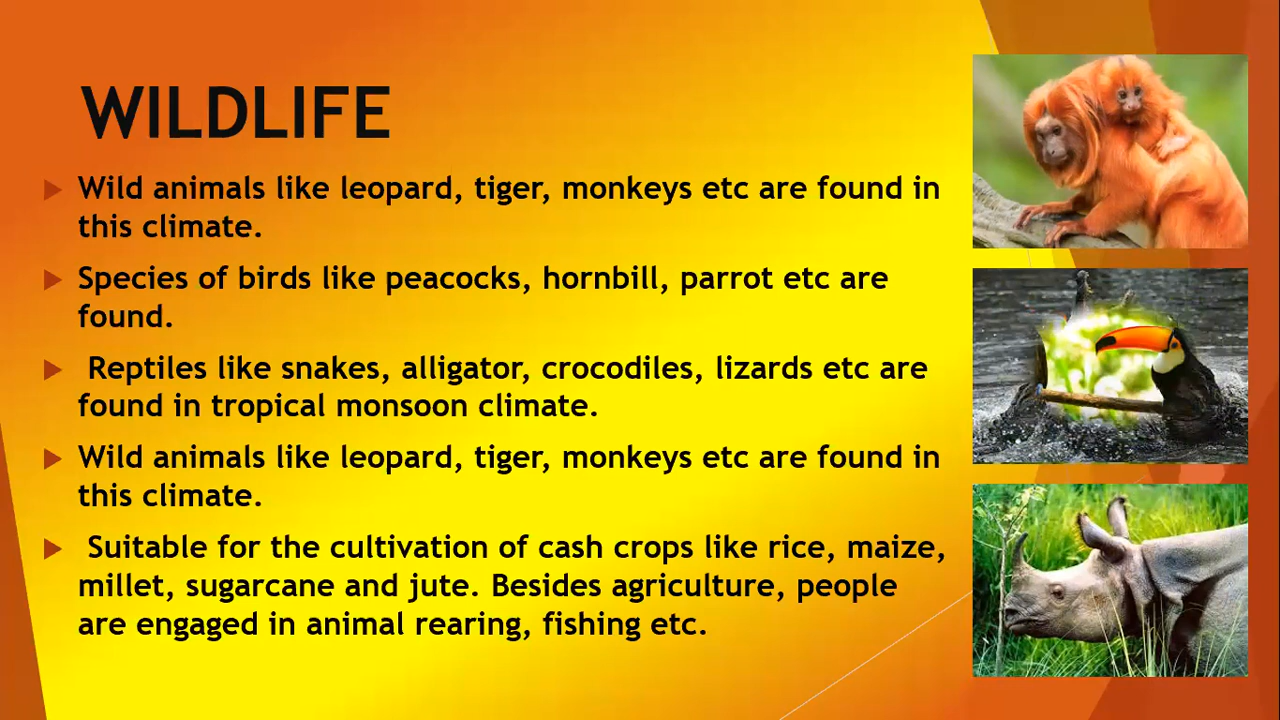 WILDLIFE
Wild animals like leopard, tiger, monkeys etc are found in
this climate.
Species of birds like peacocks, hornbill, parrot etc are
found.
Reptiles like snakes, alligator, crocodiles, lizards etc are
found in tropical monsoon climate.
Wild animals like leopard, tiger, monkeys etc are found in
this climate.
Suitable for the cultivation of cash crops like rice, maize,
millet, sugarcane and jute. Besides agriculture, people
are engaged in animal rearing, fishing etc.